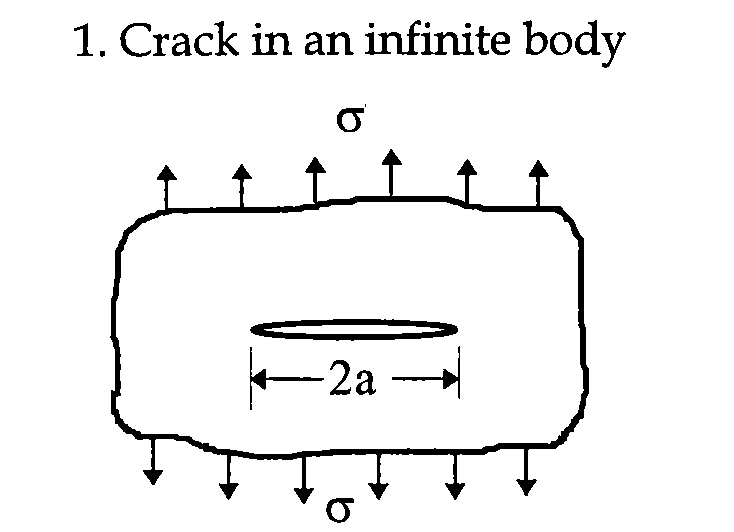 1. Crack in an infinite body
σ
2a
σ